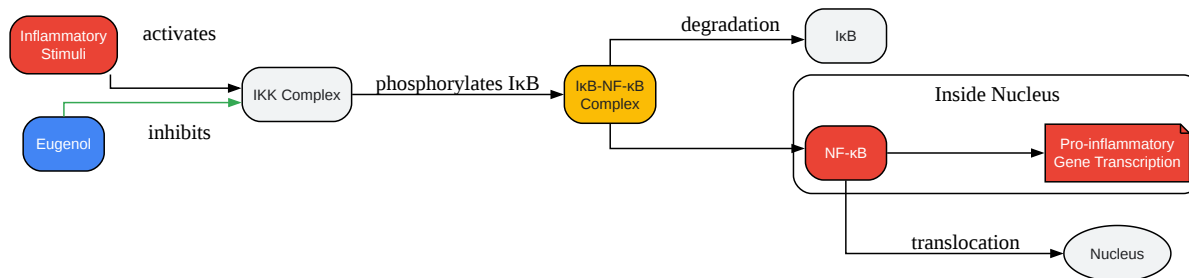 Inflammatory
Stimuli
activates
Eugenol
inhibits
IKK Complex
phosphorylates IκB
IκB-NF-κB
Complex
degradation
IκB
Inside Nucleus
NF-κB
Pro-inflammatory
Gene Transcription
translocation
Nucleus